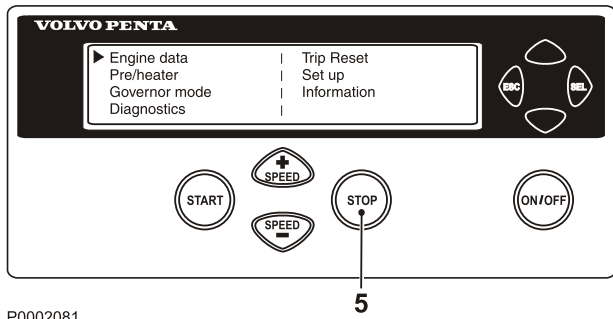 VOLVO PENTA
Engine data | Trip Reset
Pre/heater | Set up
Governor mode | Information
Diagnostics |
ESC SEL
+
SPEED
START
STOP
ON/OFF
SPEED
-
5
P0002081